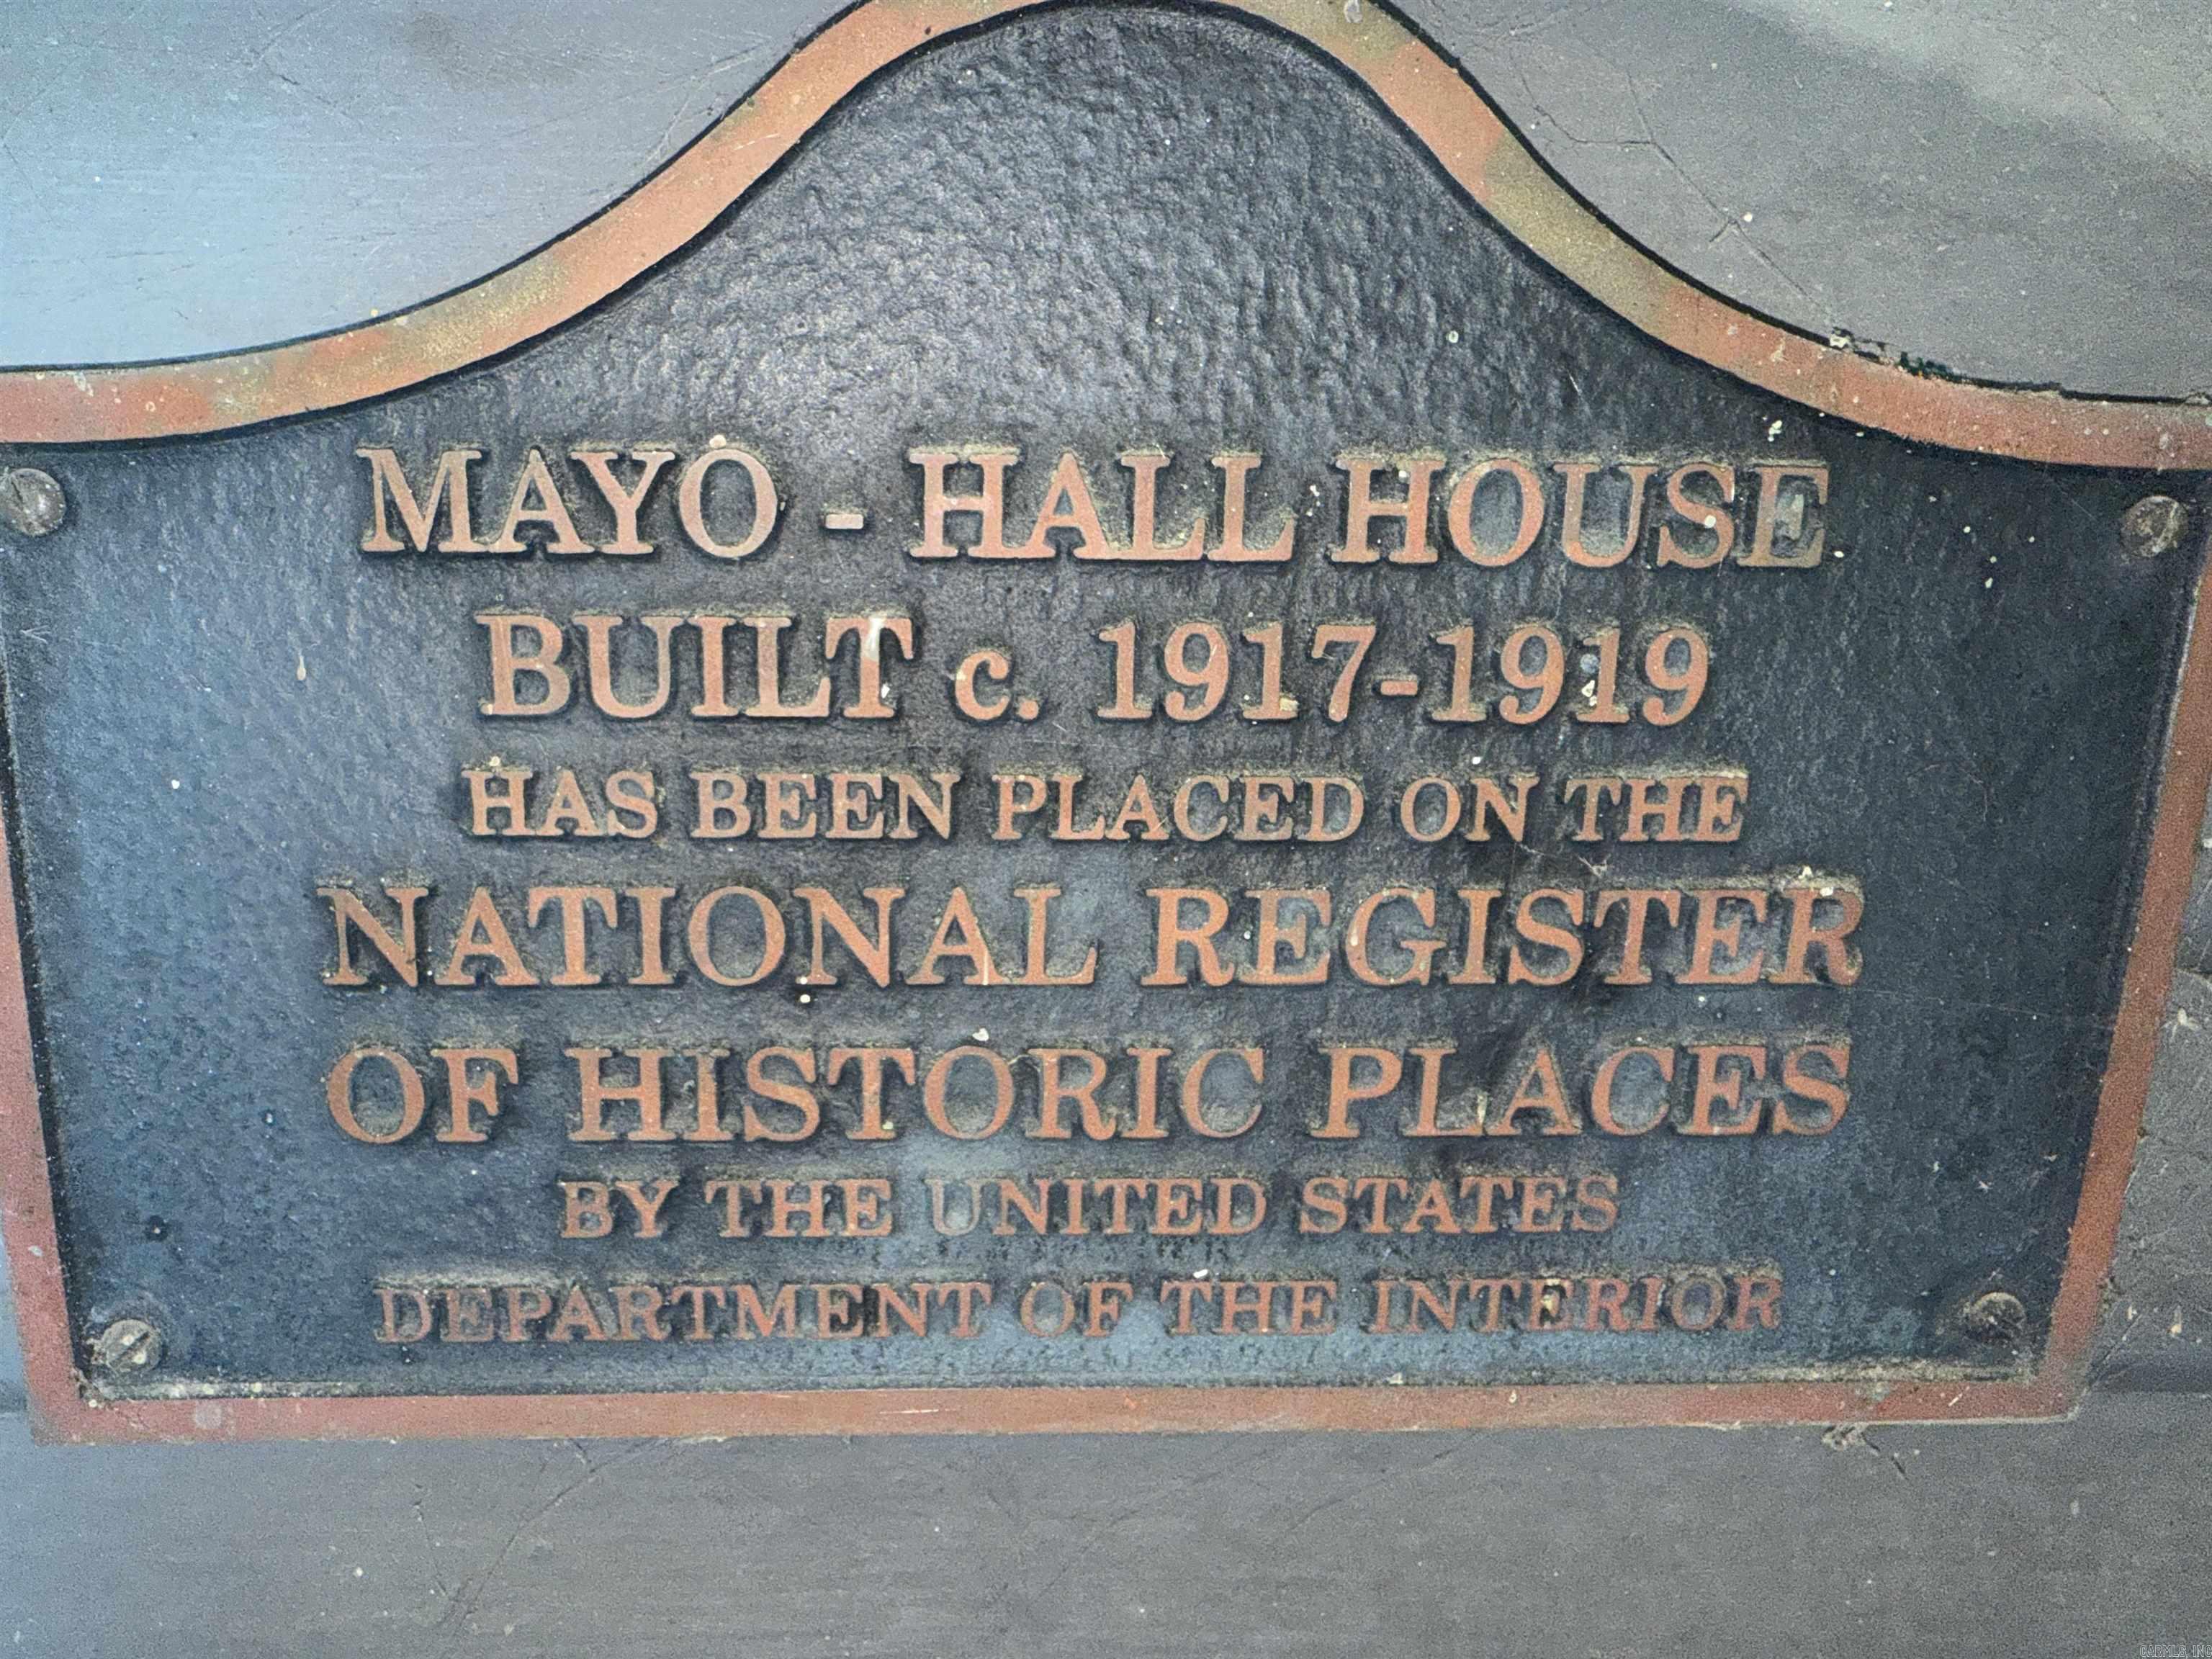 MAYO - HALL HOUSE
BUILT c. 1917-1919
HAS BEEN PLACED ON THE
NATIONAL REGISTER
OF HISTORIC PLACES
BY THE UNITED STATES
DEPARTMENT OF THE INTERIOR